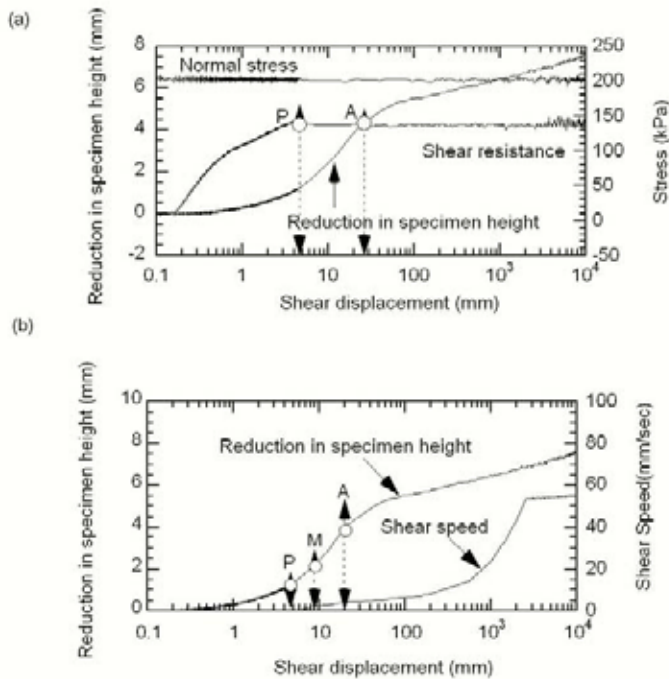 (a)
Reduction in specimen height (mm)
8
6
4
2
0
-2
250
200
150
100
50
0
-50
Stress (kPa)
Normal stress
P
A
Shear resistance
Reduction in specimen height
0.1
1
10
100
10³
10⁴
Shear displacement (mm)
(b)
Reduction in specimen height (mm)
10
8
6
4
2
0
100
80
60
40
20
0
Shear Speed(mm/sec)
Reduction in specimen height
A
Shear speed
M
P
0.1
1
10
100
1000
10⁴
Shear displacement (mm)